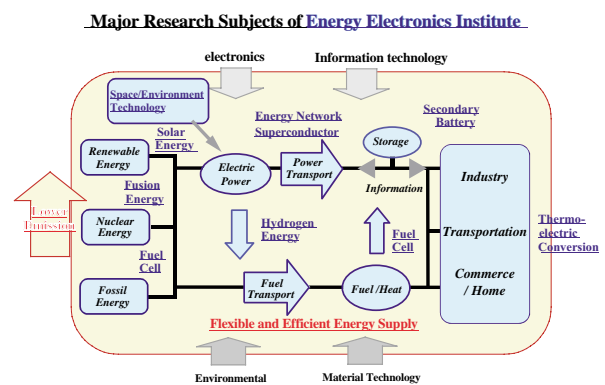 Major Research Subjects of Energy Electronics Institute
electronics
Information technology
Space/Environment
Technology
Solar
Energy
Energy Network
Superconductor
Secondary
Battery
Storage
Renewable
Energy
Electric
Power
Power
Transport
Information
Industry
Fusion
Energy
Lower
Emission
Nuclear
Energy
Hydrogen
Energy
Fuel
Cell
Transportation
Thermo-
electric
Conversion
Fuel
Cell
Fossil
Energy
Fuel
Transport
Fuel /Heat
Commerce
/ Home
Flexible and Efficient Energy Supply
Environmental
Material Technology